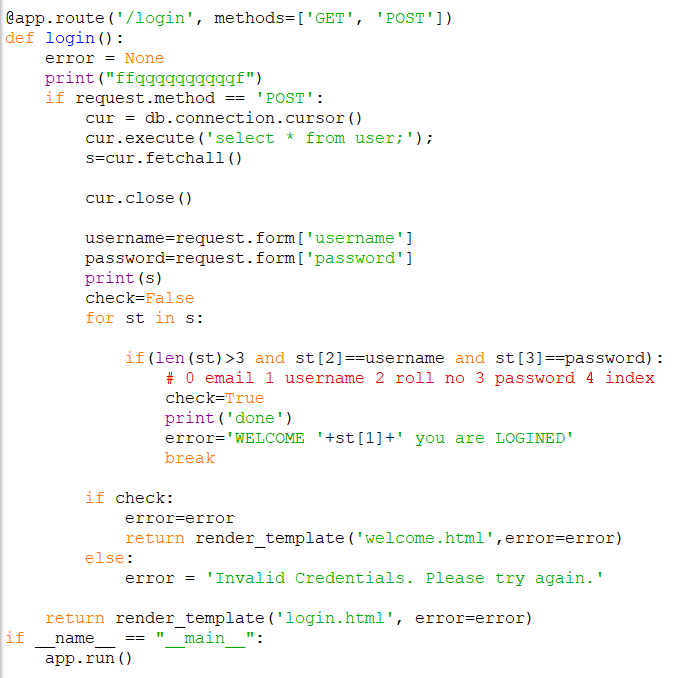 @app.route('/login', methods=['GET', 'POST'])
def login():
    error = None
    print("ffqqqqqqqqqqf")
    if request.method == 'POST':
        cur = db.connection.cursor()
        cur.execute('select * from user;');
        s=cur.fetchall()
        cur.close()
        username=request.form['username']
        password=request.form['password']
        print(s)
        check=False
        for st in s:
            if(len(st)>3 and st[2]==username and st[3]==password):
                # 0 email 1 username 2 roll no 3 password 4 index
                check=True
                print('done')
                error='WELCOME '+st[1]+' you are LOGINED'
                break
        if check:
            error=error
            return render_template('welcome.html',error=error)
        else:
            error = 'Invalid Credentials. Please try again.'
    return render_template('login.html', error=error)
if __name__ == "__main__":
    app.run()